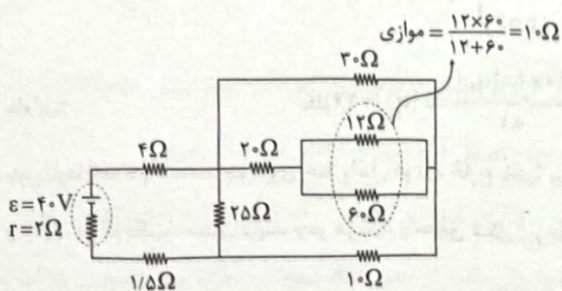 موازی = ۱۲×۶۰ / ۱۲+۶۰ = ۱۰Ω
۳۰Ω
۱۲Ω
۴Ω
۲۰Ω
ε=۴۰V
r=۲Ω
۲۵Ω
۶۰Ω
۱/۵Ω
۱۰Ω